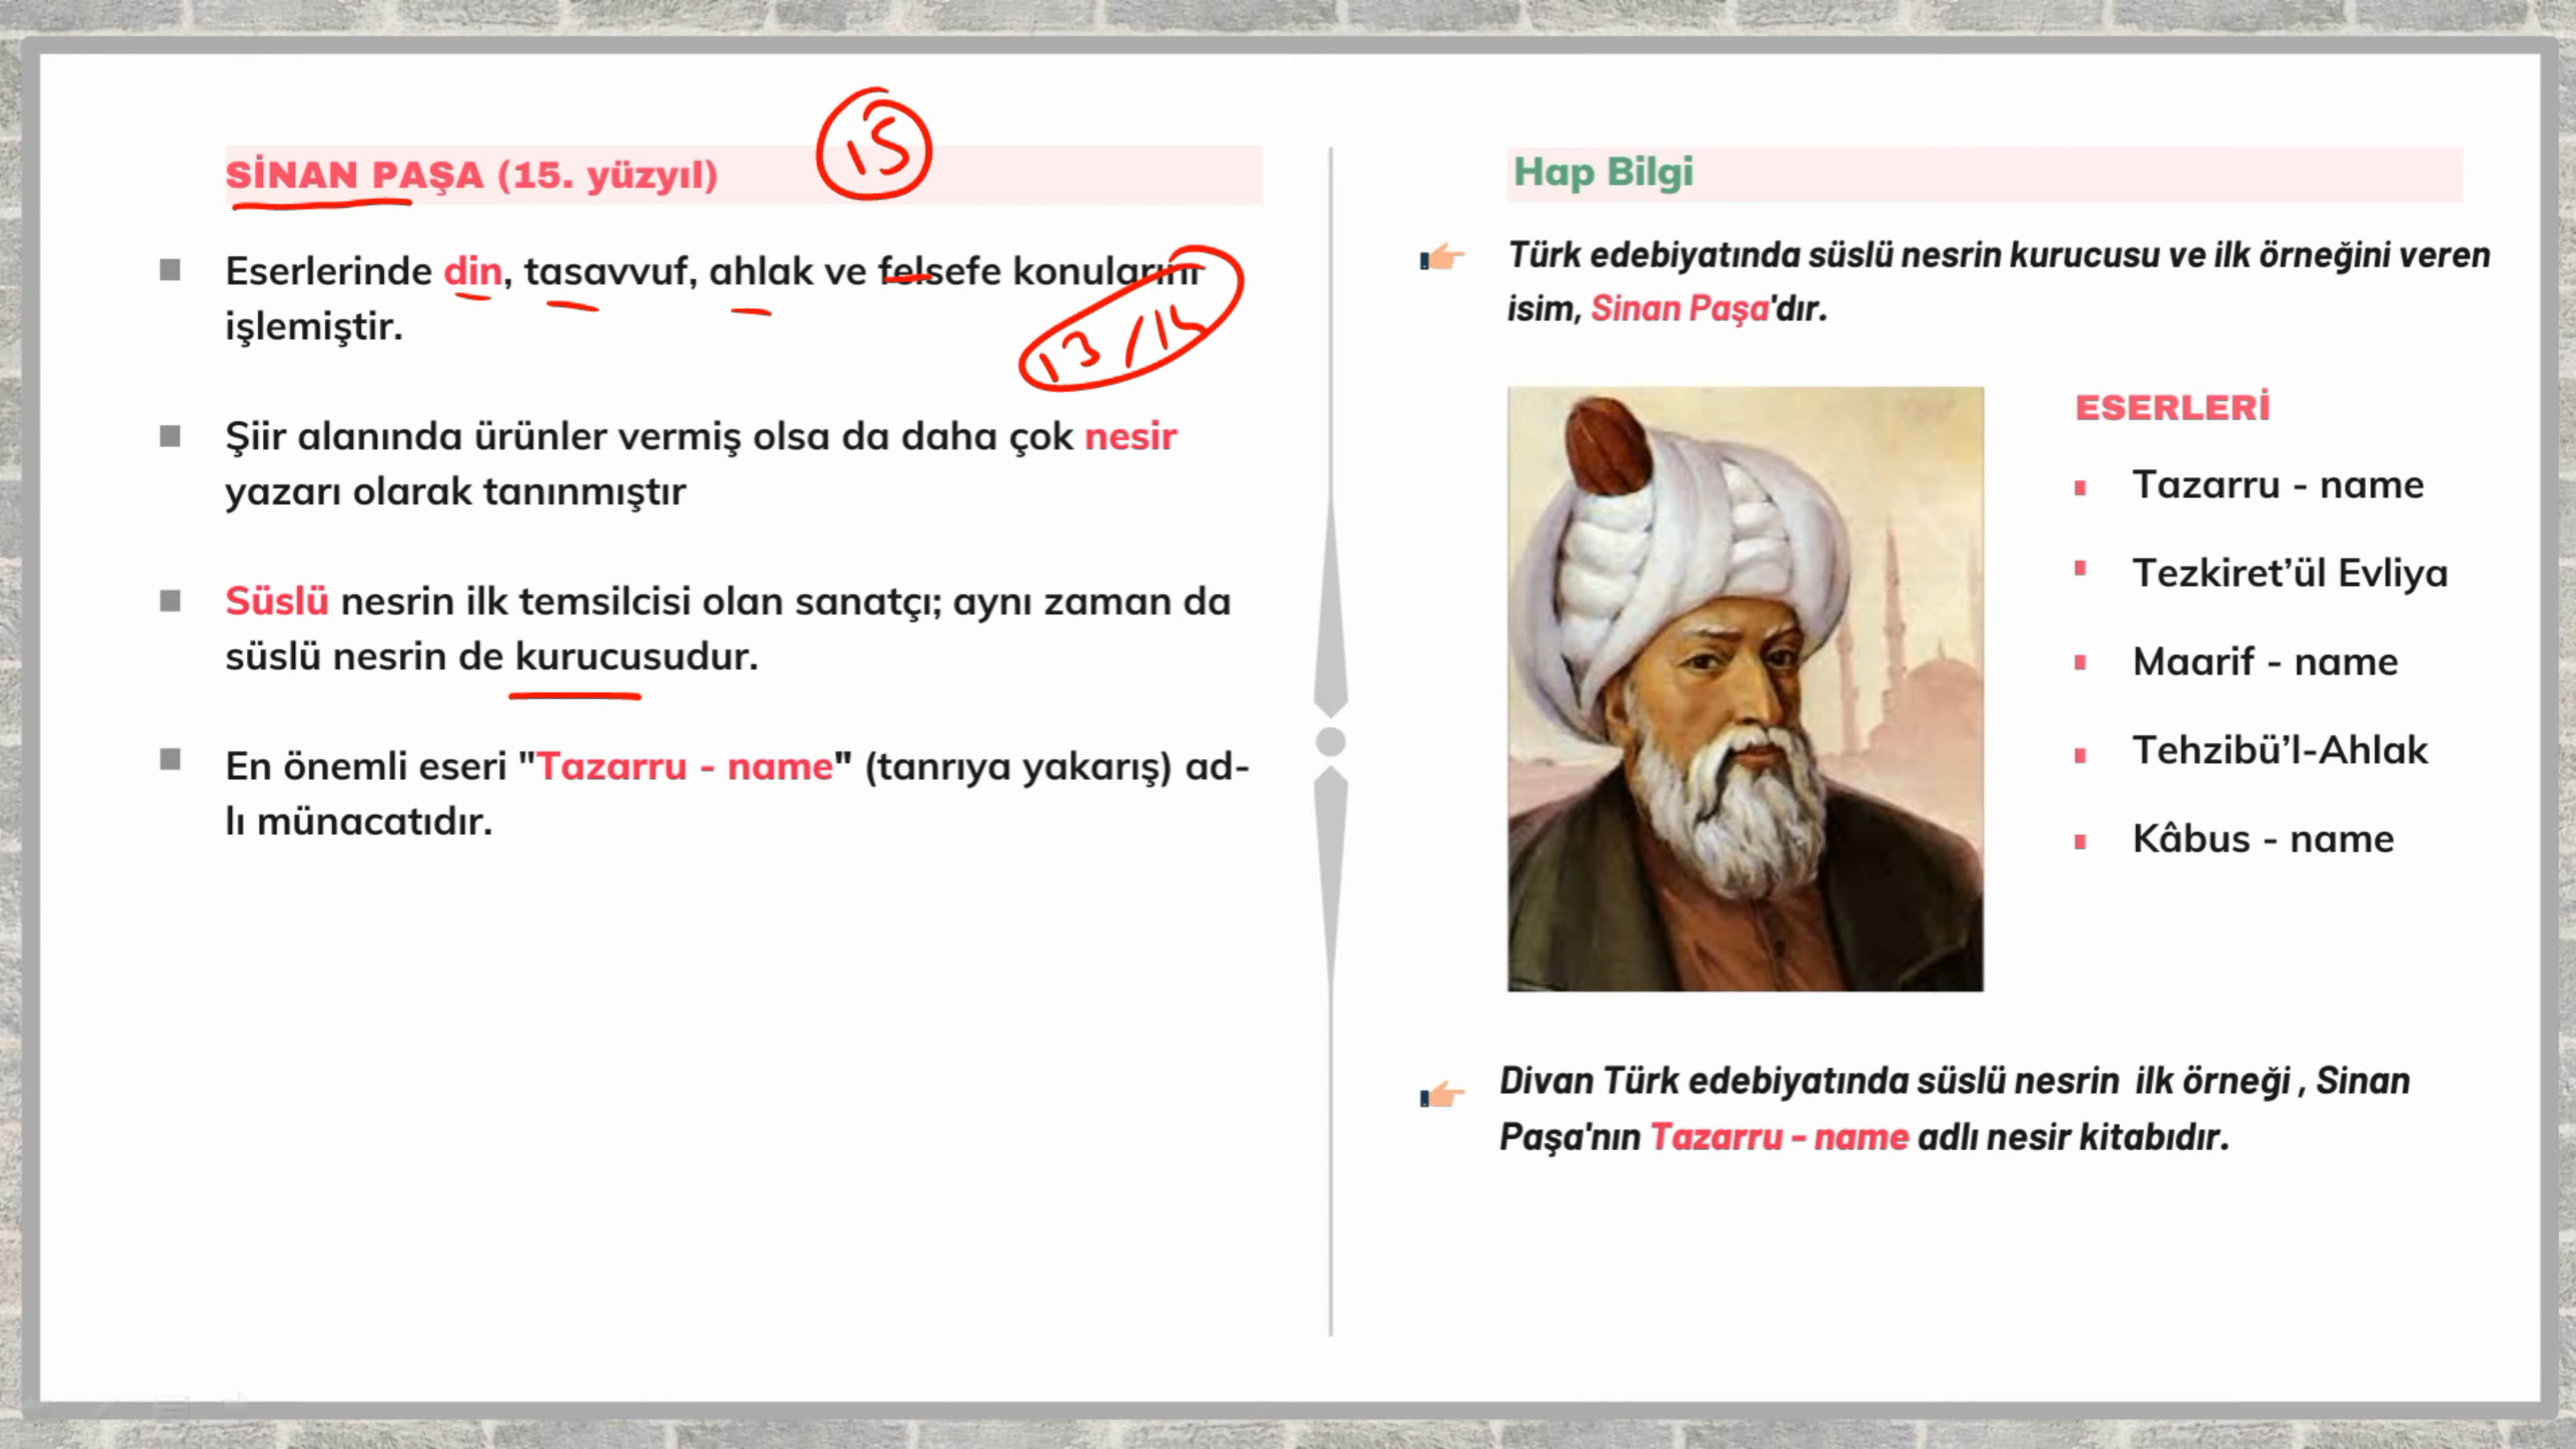 SİNAN PAŞA (15. yüzyıl)
15
Eserlerinde din, tasavvuf, ahlak ve felsefe konularını
işlemiştir.
13/15
Şiir alanında ürünler vermiş olsa da daha çok nesir
yazarı olarak tanınmıştır
Süslü nesrin ilk temsilcisi olan sanatçı; aynı zaman da
süslü nesrin de kurucusudur.
En önemli eseri "Tazarru - name" (tanrıya yakarış) ad-
lı münacatıdır.
Hap Bilgi
Türk edebiyatında süslü nesrin kurucusu ve ilk örneğini veren
isim, Sinan Paşa'dır.
ESERLERİ
Tazarru - name
Tezkiret’ül Evliya
Maarif - name
Tehzibü’l-Ahlak
Kâbus - name
Divan Türk edebiyatında süslü nesrin ilk örneği , Sinan
Paşa'nın Tazarru - name adlı nesir kitabıdır.